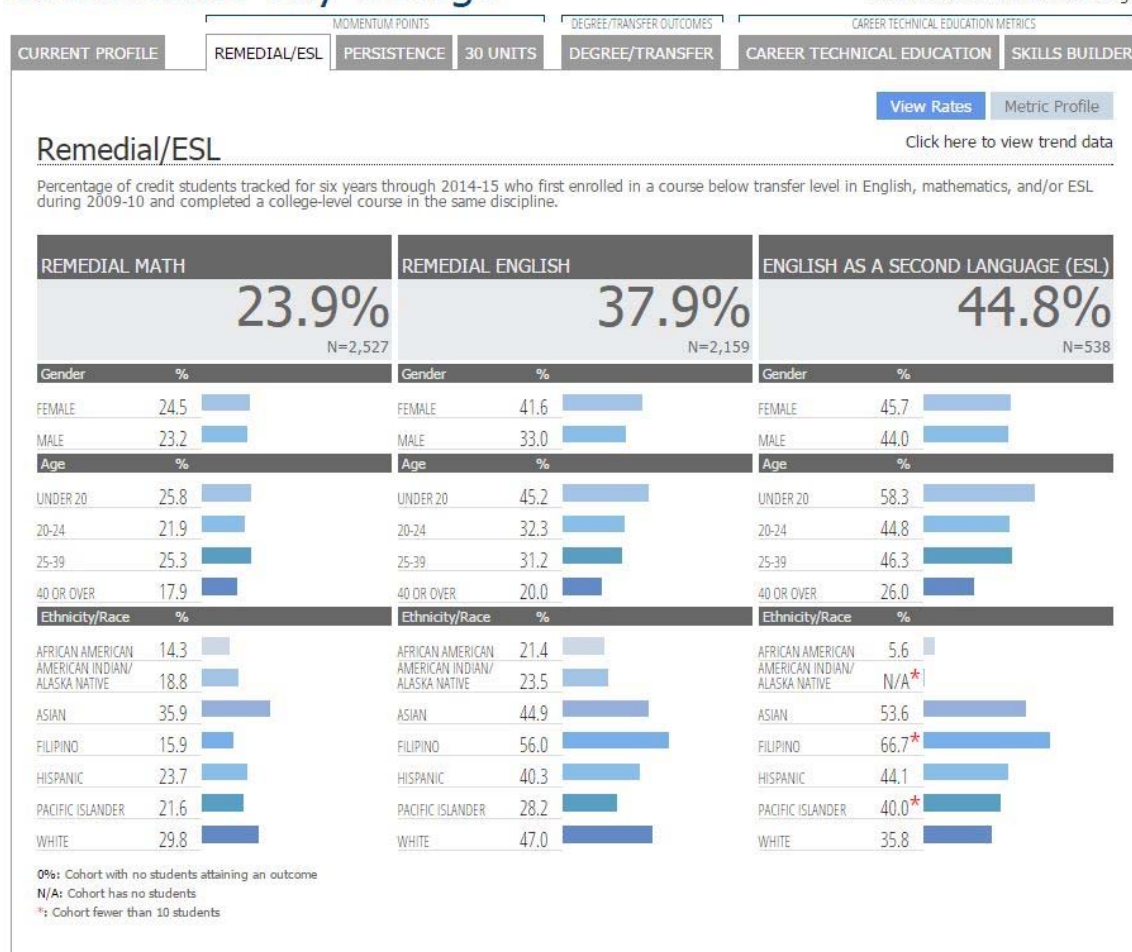 MOMENTUM POINTS DEGREE/TRANSFER OUTCOMES CAREER TECHNICAL EDUCATION METRICS
CURRENT PROFILE REMEDIAL/ESL PERSISTENCE 30 UNITS DEGREE/TRANSFER CAREER TECHNICAL EDUCATION SKILLS BUILDER
View Rates Metric Profile
Remedial/ESL Click here to view trend data
Percentage of credit students tracked for six years through 2014-15 who first enrolled in a course below transfer level in English, mathematics, and/or ESL
during 2009-10 and completed a college-level course in the same discipline.
REMEDIAL MATH
23.9%
N=2,527
Gender %
FEMALE 24.5
MALE 23.2
Age %
UNDER 20 25.8
20-24 21.9
25-39 25.3
40 OR OVER 17.9
Ethnicity/Race %
AFRICAN AMERICAN 14.3
AMERICAN INDIAN/
ALASKA NATIVE 18.8
ASIAN 35.9
FILIPINO 15.9
HISPANIC 23.7
PACIFIC ISLANDER 21.6
WHITE 29.8
REMEDIAL ENGLISH
37.9%
N=2,159
Gender %
FEMALE 41.6
MALE 33.0
Age %
UNDER 20 45.2
20-24 32.3
25-39 31.2
40 OR OVER 20.0
Ethnicity/Race %
AFRICAN AMERICAN 21.4
AMERICAN INDIAN/
ALASKA NATIVE 23.5
ASIAN 44.9
FILIPINO 56.0
HISPANIC 40.3
PACIFIC ISLANDER 28.2
WHITE 47.0
ENGLISH AS A SECOND LANGUAGE (ESL)
44.8%
N=538
Gender %
FEMALE 45.7
MALE 44.0
Age %
UNDER 20 58.3
20-24 44.8
25-39 46.3
40 OR OVER 26.0
Ethnicity/Race %
AFRICAN AMERICAN 5.6
AMERICAN INDIAN/
ALASKA NATIVE N/A*
ASIAN 53.6
FILIPINO 66.7*
HISPANIC 44.1
PACIFIC ISLANDER 40.0*
WHITE 35.8
0%: Cohort with no students attaining an outcome
N/A: Cohort has no students
*: Cohort fewer than 10 students